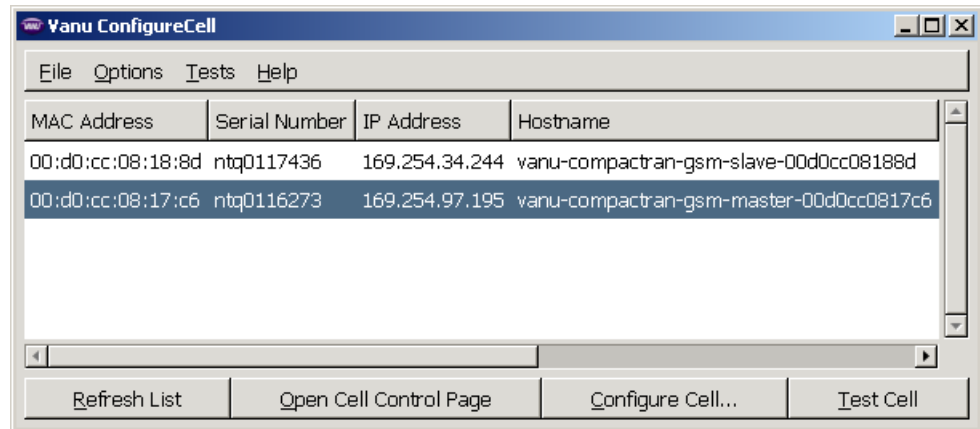 Vanu ConfigureCell
File Options Tests Help
MAC Address Serial Number IP Address Hostname
00:d0:cc:08:18:8d ntq0117436 169.254.34.244 vanu-compactran-gsm-slave-00d0cc08188d
00:d0:cc:08:17:c6 ntq0116273 169.254.97.195 vanu-compactran-gsm-master-00d0cc0817c6
Refresh List Open Cell Control Page Configure Cell... Test Cell